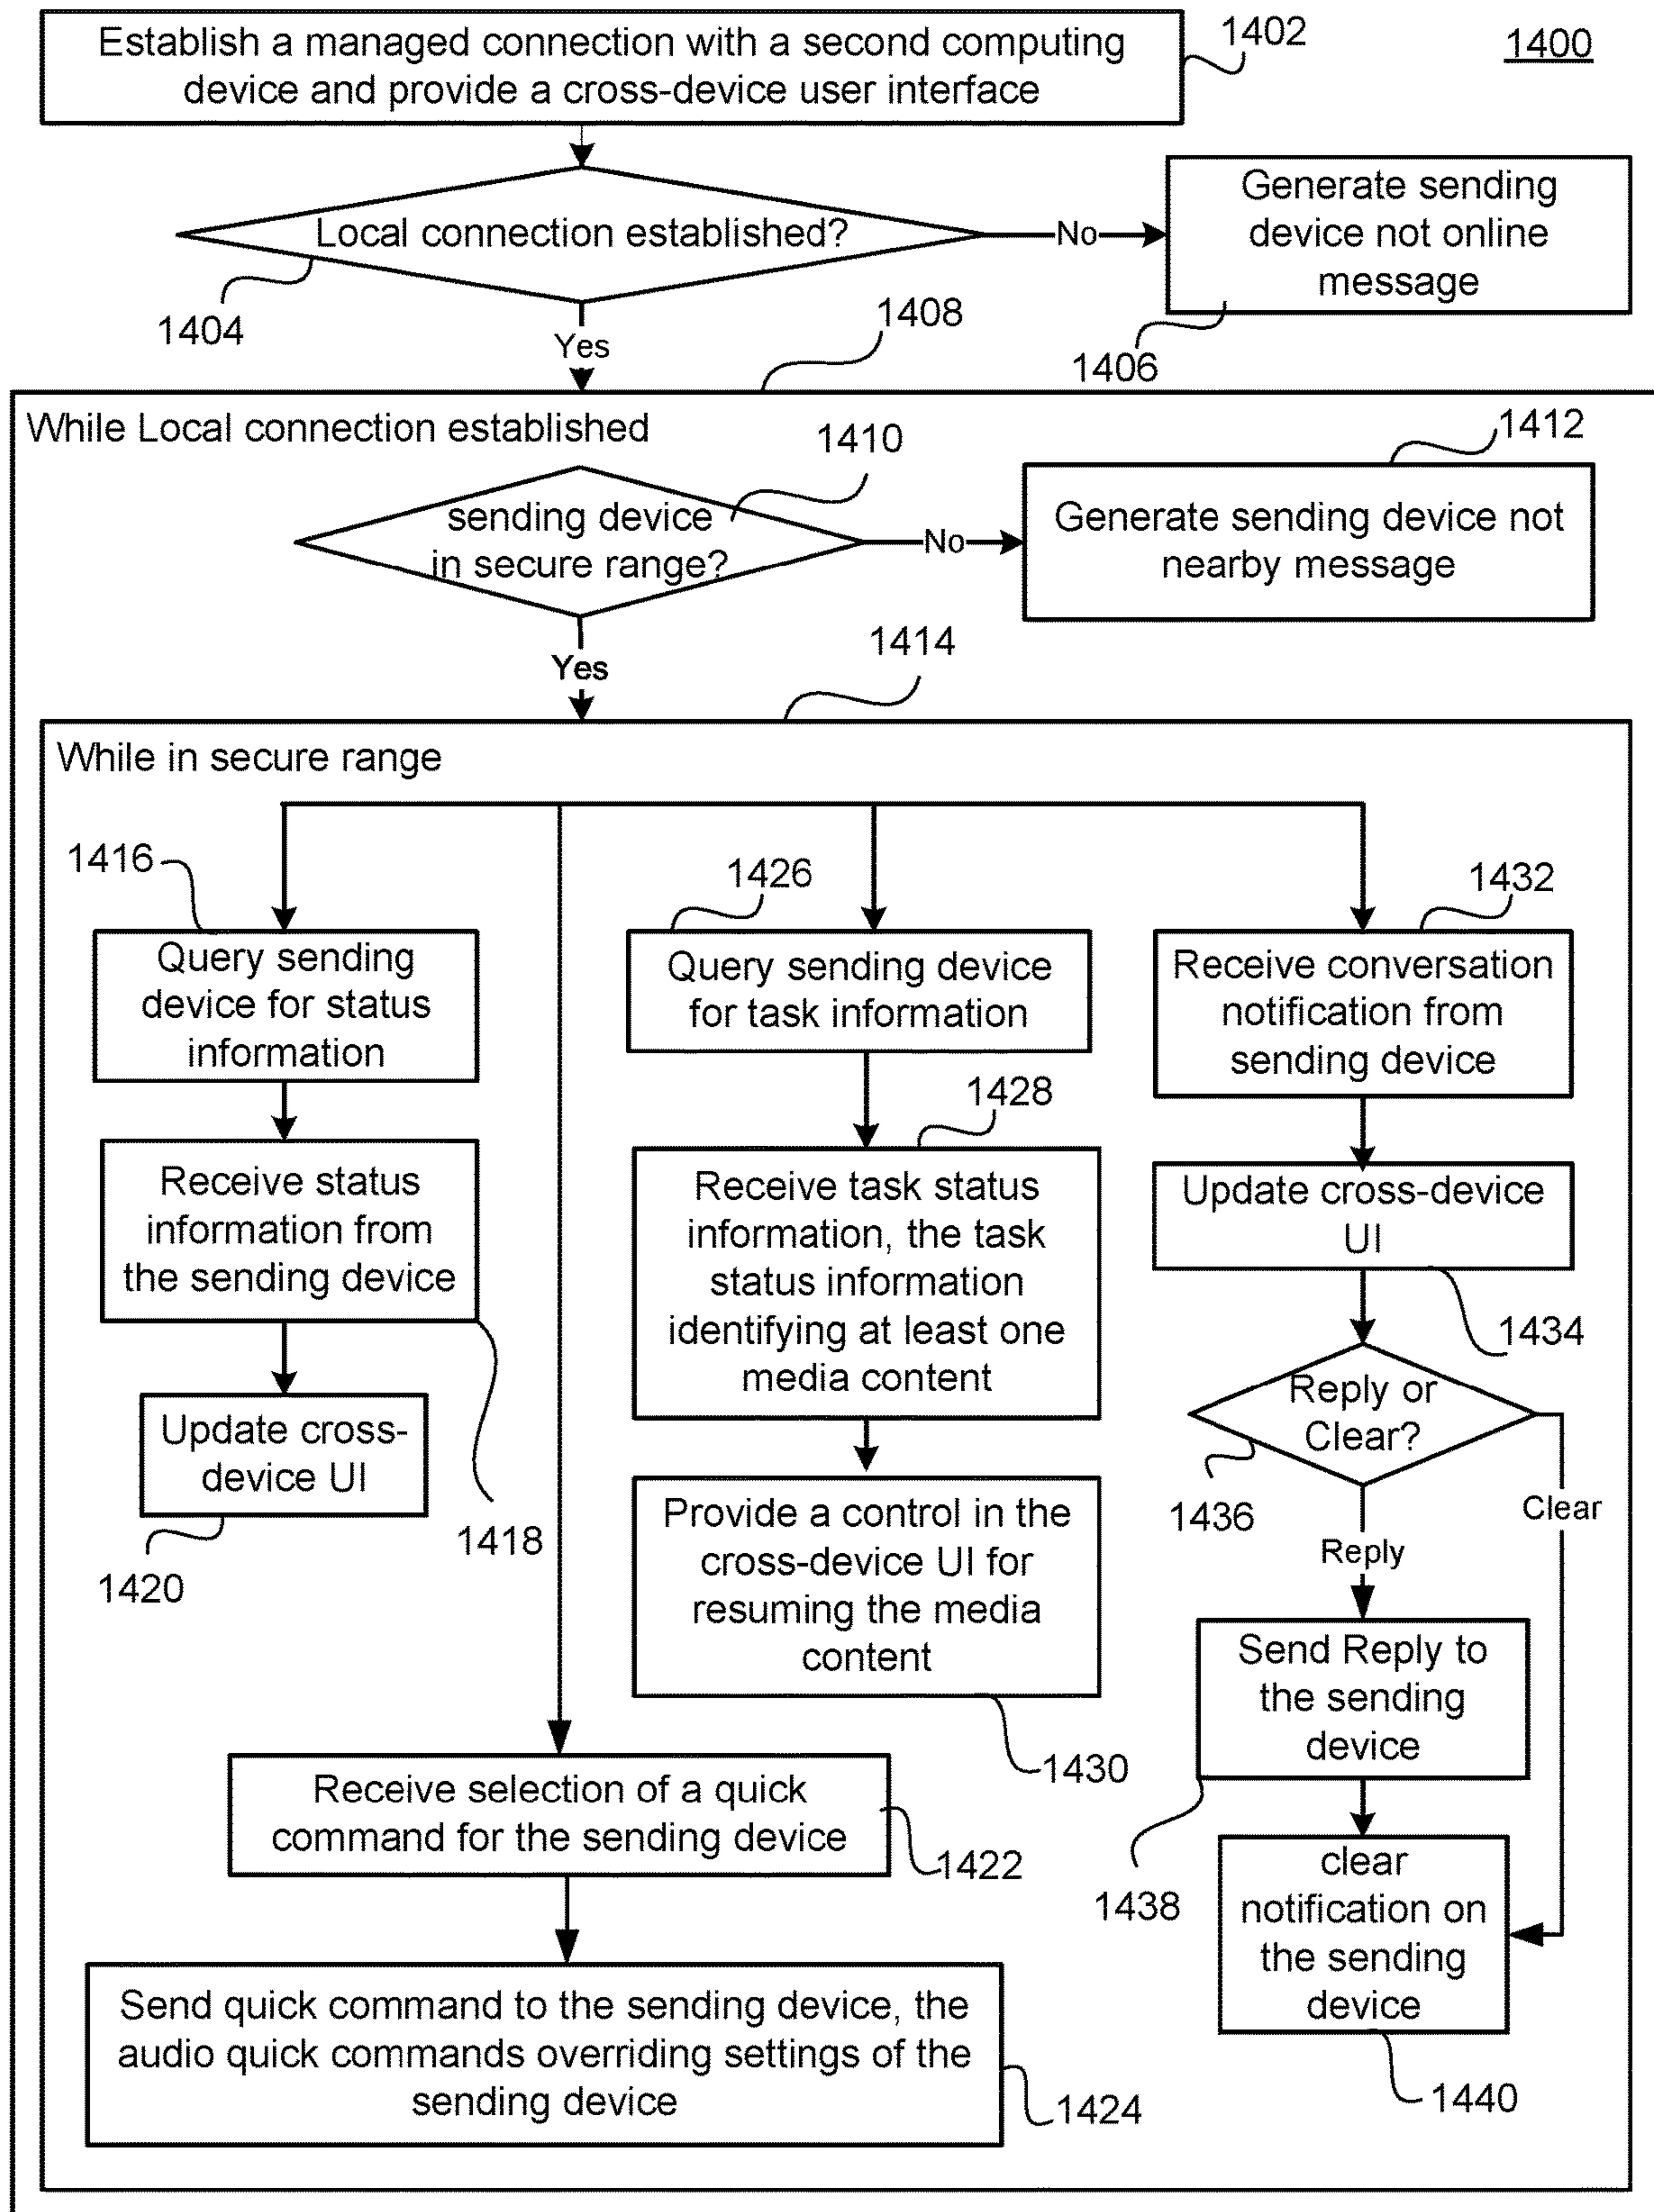 Establish a managed connection with a second computing
device and provide a cross-device user interface
1402
1400
Local connection established?
No
Generate sending
device not online
message
1404
Yes
1408
1406
While Local connection established
1410
1412
sending device
in secure range?
No
Generate sending device not
nearby message
Yes
1414
While in secure range
1416
Query sending
device for status
information
Receive status
information from
the sending device
1418
Update cross-
device UI
1420
1426
Query sending device
for task information
1428
Receive task status
information, the task
status information
identifying at least one
media content
Provide a control in the
cross-device UI for
resuming the media
content
1430
1432
Receive conversation
notification from
sending device
Update cross-device
UI
1434
Reply or
Clear?
1436
Clear
Reply
Send Reply to
the sending
device
1438
clear
notification on
the sending
device
1440
Receive selection of a quick
command for the sending device
1422
Send quick command to the sending device, the
audio quick commands overriding settings of the
sending device
1424